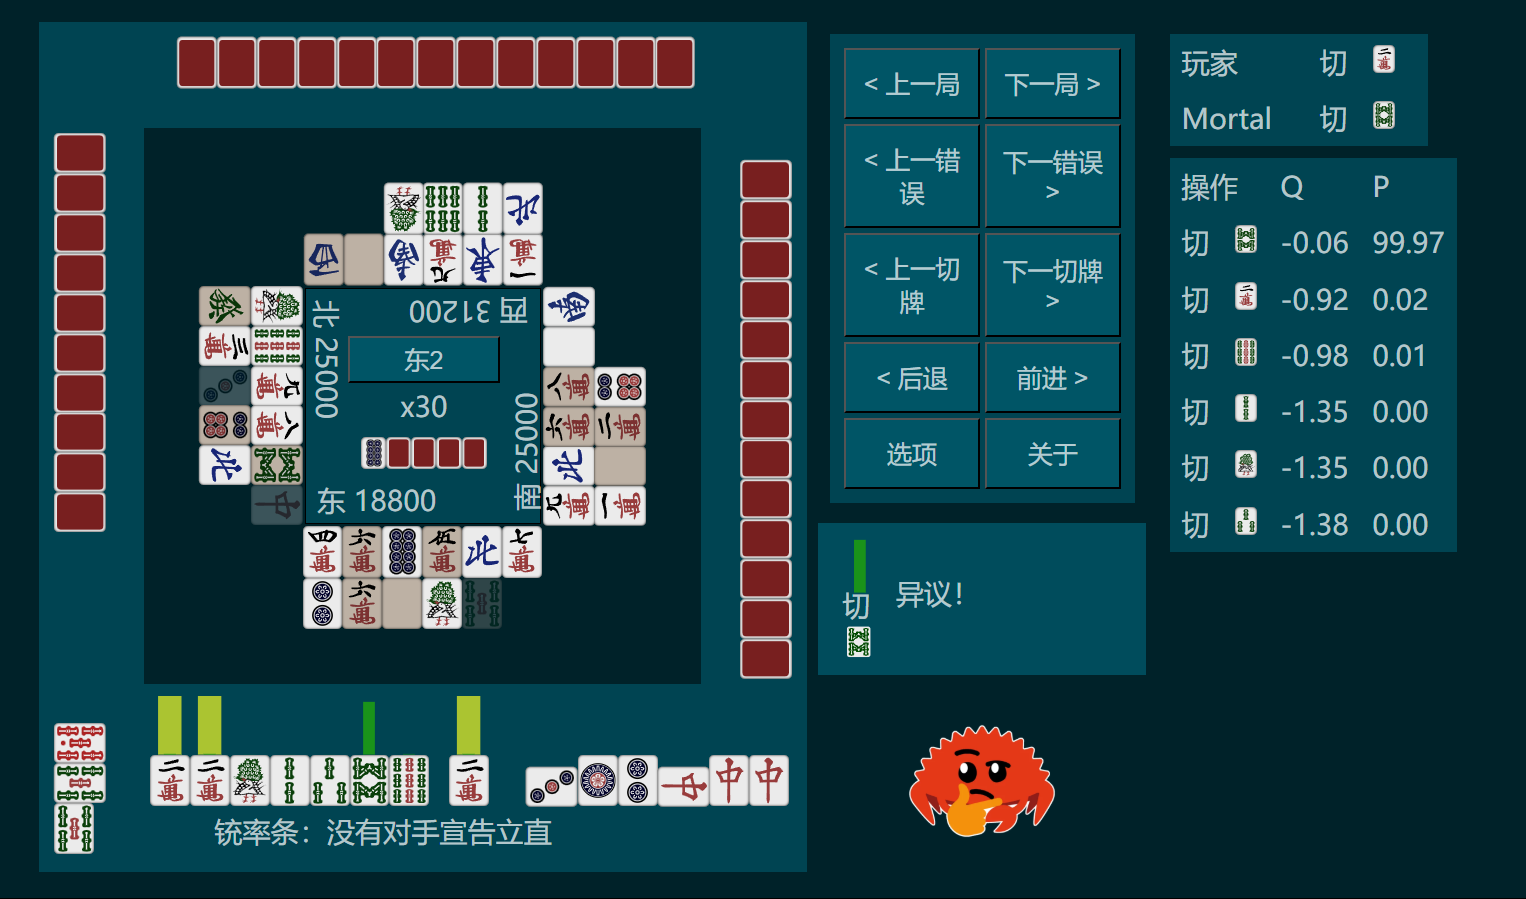 北 25000
西 31200
东2
x30
南 25000
东 18800
铳率条：没有对手宣告立直
< 上一局
下一局 >
< 上一错误
下一错误 >
< 上一切牌
下一切牌 >
< 后退
前进 >
选项
关于
切
异议！
玩家 切
Mortal 切
操作 Q P
切 -0.06 99.97
切 -0.92 0.02
切 -0.98 0.01
切 -1.35 0.00
切 -1.35 0.00
切 -1.38 0.00